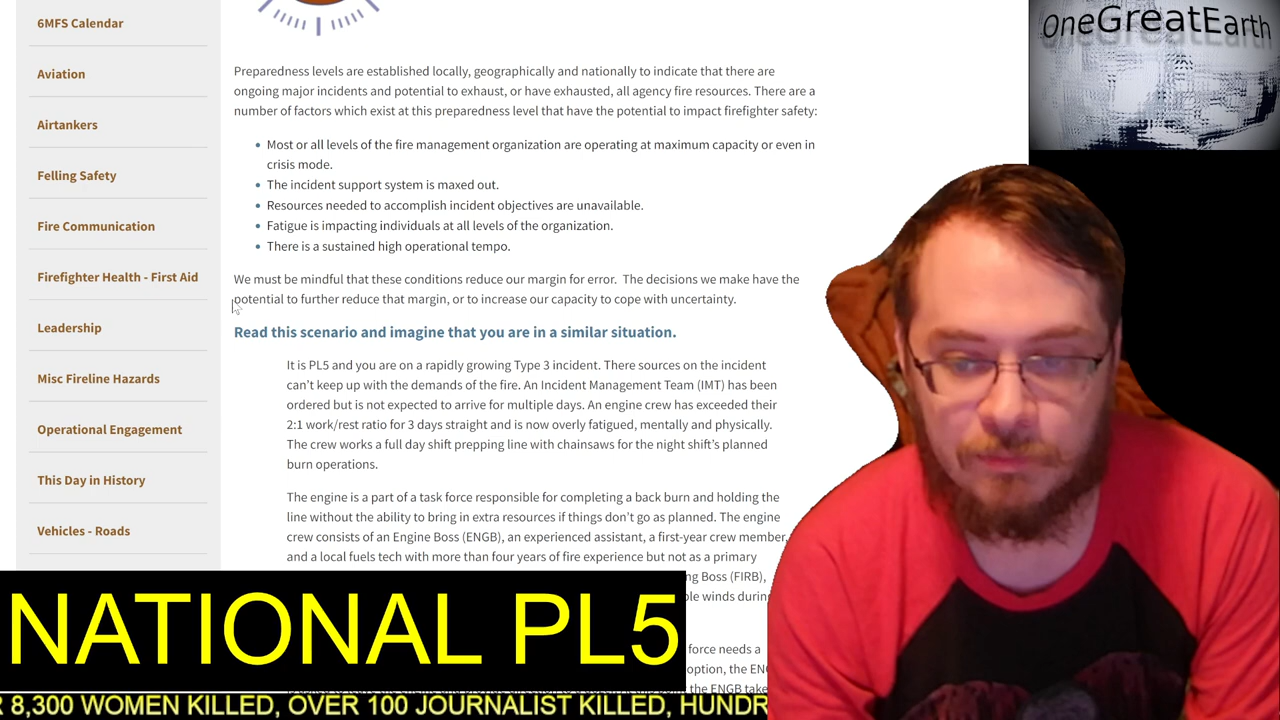 6MFS Calendar
Aviation
Airtankers
Felling Safety
Fire Communication
Firefighter Health - First Aid
Leadership
Misc Fireline Hazards
Operational Engagement
This Day in History
Vehicles - Roads
Preparedness levels are established locally, geographically and nationally to indicate that there are
ongoing major incidents and potential to exhaust, or have exhausted, all agency fire resources. There are a
number of factors which exist at this preparedness level that have the potential to impact firefighter safety:
Most or all levels of the fire management organization are operating at maximum capacity or even in
crisis mode.
The incident support system is maxed out.
Resources needed to accomplish incident objectives are unavailable.
Fatigue is impacting individuals at all levels of the organization.
There is a sustained high operational tempo.
We must be mindful that these conditions reduce our margin for error.  The decisions we make have the
potential to further reduce that margin, or to increase our capacity to cope with uncertainty.
Read this scenario and imagine that you are in a similar situation.
It is PL5 and you are on a rapidly growing Type 3 incident. There sources on the incident
can't keep up with the demands of the fire. An Incident Management Team (IMT) has been
ordered but is not expected to arrive for multiple days. An engine crew has exceeded their
2:1 work/rest ratio for 3 days straight and is now overly fatigued, mentally and physically.
The crew works a full day shift prepping line with chainsaws for the night shift's planned
burn operations.
The engine is a part of a task force responsible for completing a back burn and holding the
line without the ability to bring in extra resources if things don't go as planned. The engine
crew consists of an Engine Boss (ENGB), an experienced assistant, a first-year crew member,
and a local fuels tech with more than four years of fire experience but not as a primary
ng Boss (FIRB),
le winds during
force needs a
option, the ENG
the ENGB take
OneGreatEarth
NATIONAL PL5
8,300 WOMEN KILLED, OVER 100 JOURNALIST KILLED, HUNDR